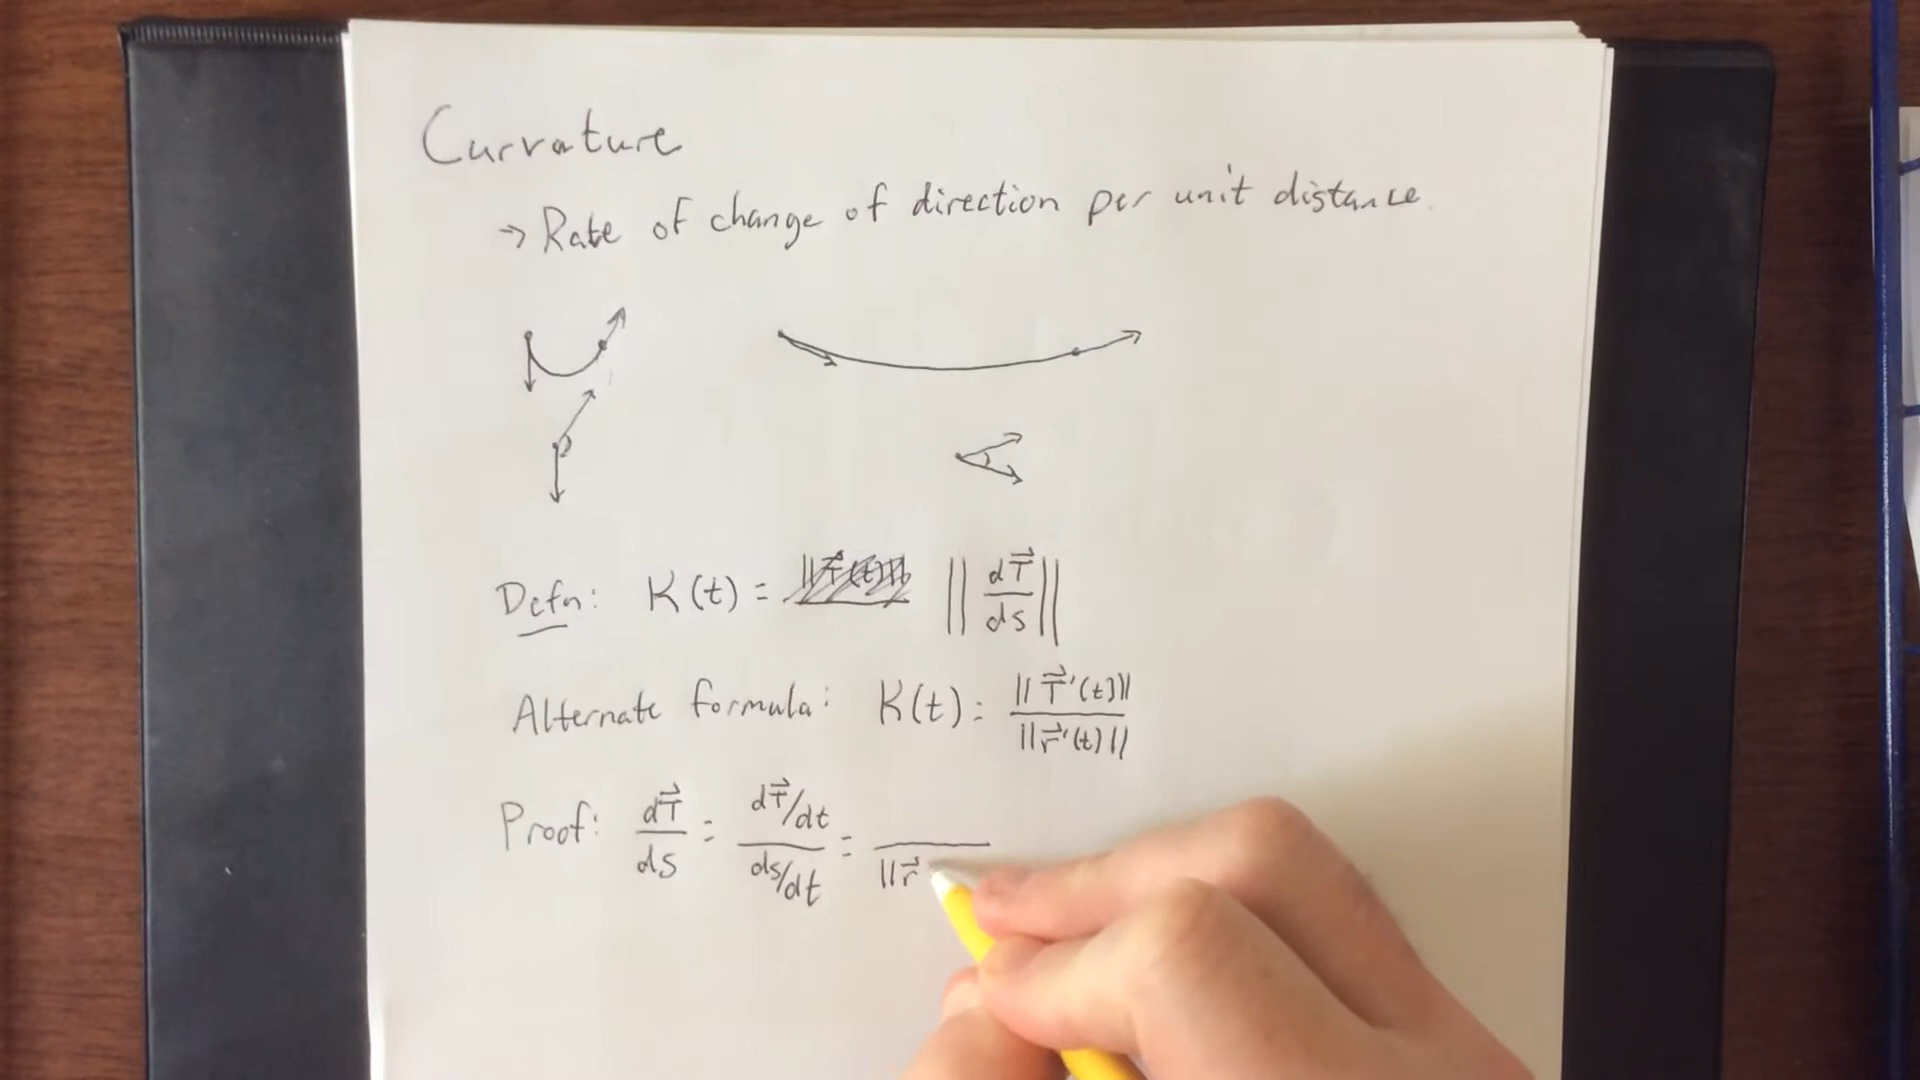 Curvature
→ Rate of change of direction per unit distance.
Defn: K(t) = || dT⃗/ds ||
Alternate formula: K(t) = ||T⃗'(t)|| / ||r⃗'(t)||
Proof: dT⃗/ds = (dT⃗/dt) / (ds/dt) = / ||r⃗